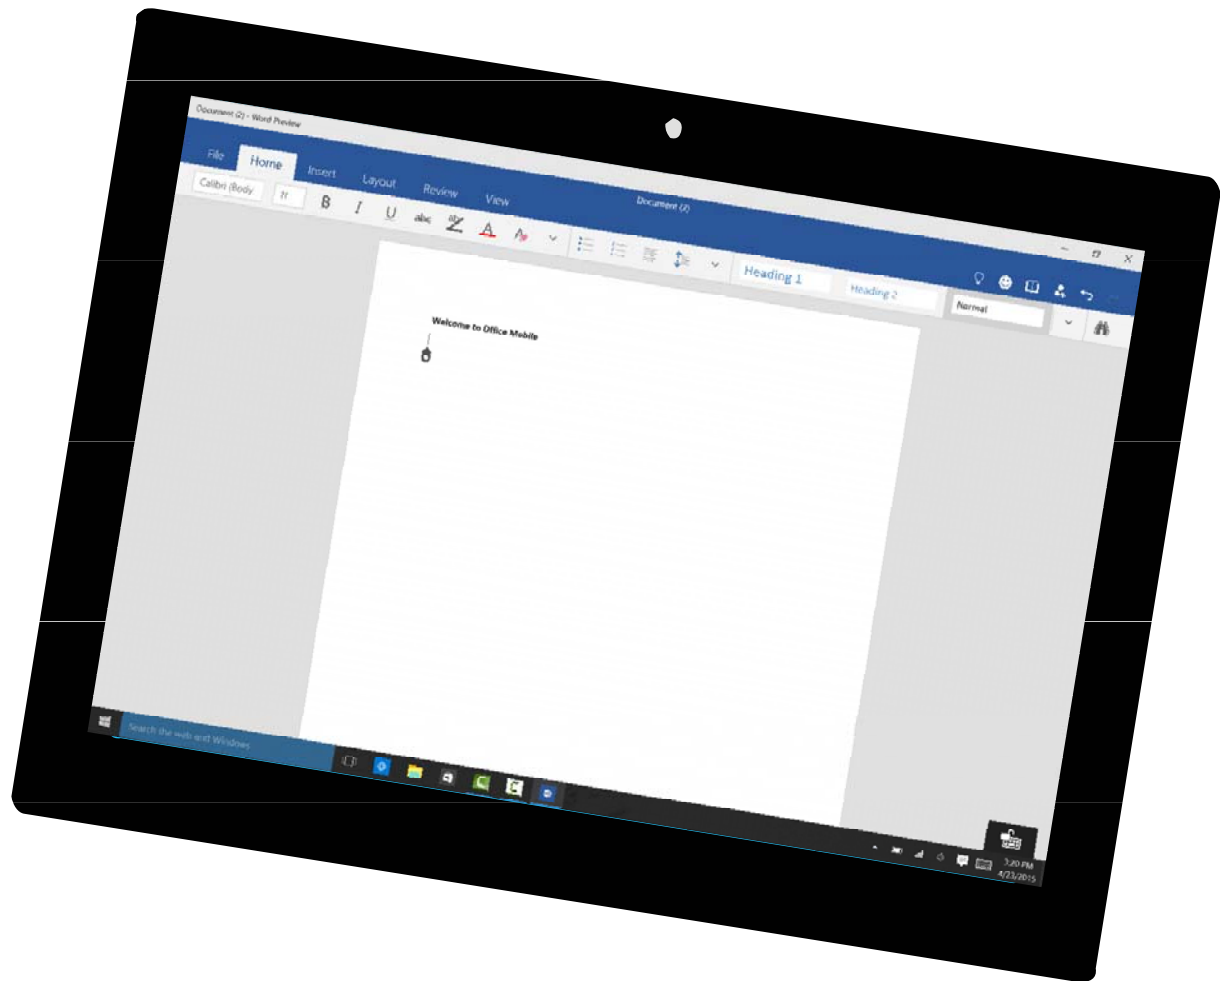 Document (2) - Word Preview
Document (2)
File Home Insert Layout Review View
Calibri (Body
B I U abc abc A A
Heading 1 Heading 2 Normal
Welcome to Office Mobile
Search the web and Windows
3:20 PM
4/23/2015